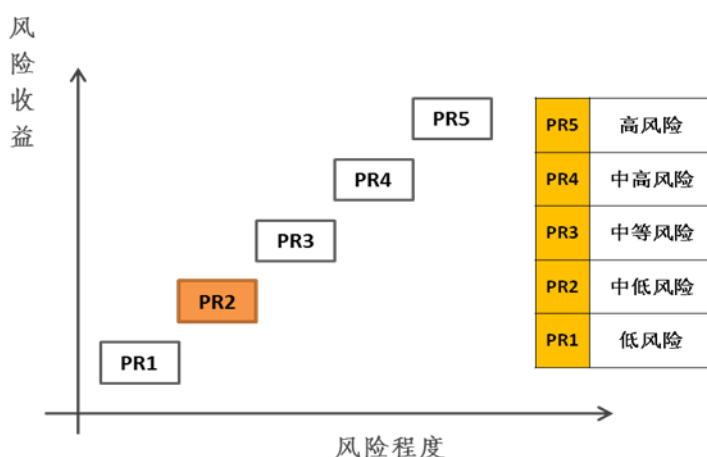 风险收益
PR5
PR4
PR3
PR2
PR1
风险程度
PR5 高风险
PR4 中高风险
PR3 中等风险
PR2 中低风险
PR1 低风险